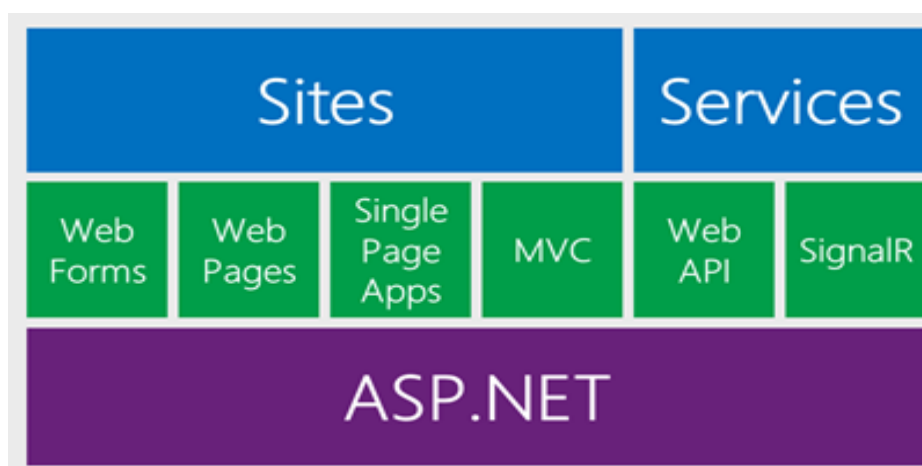 Sites
Services
Web
Forms
Web
Pages
Single
Page
Apps
MVC
Web
API
SignalR
ASP.NET